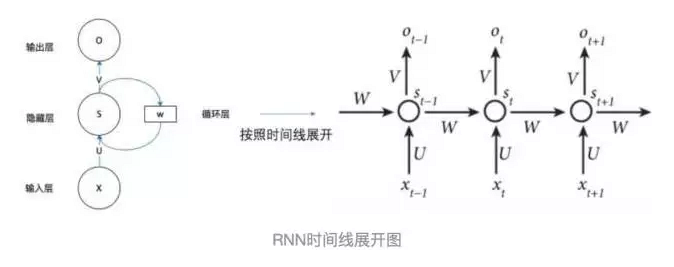 输出层
O
V
隐藏层
S
w
循环层
U
输入层
X
按照时间线展开
o_{t-1} o_t o_{t+1}
V V V
W s_{t-1} W s_t W s_{t+1} W
U U U
x_{t-1} x_t x_{t+1}
RNN时间线展开图